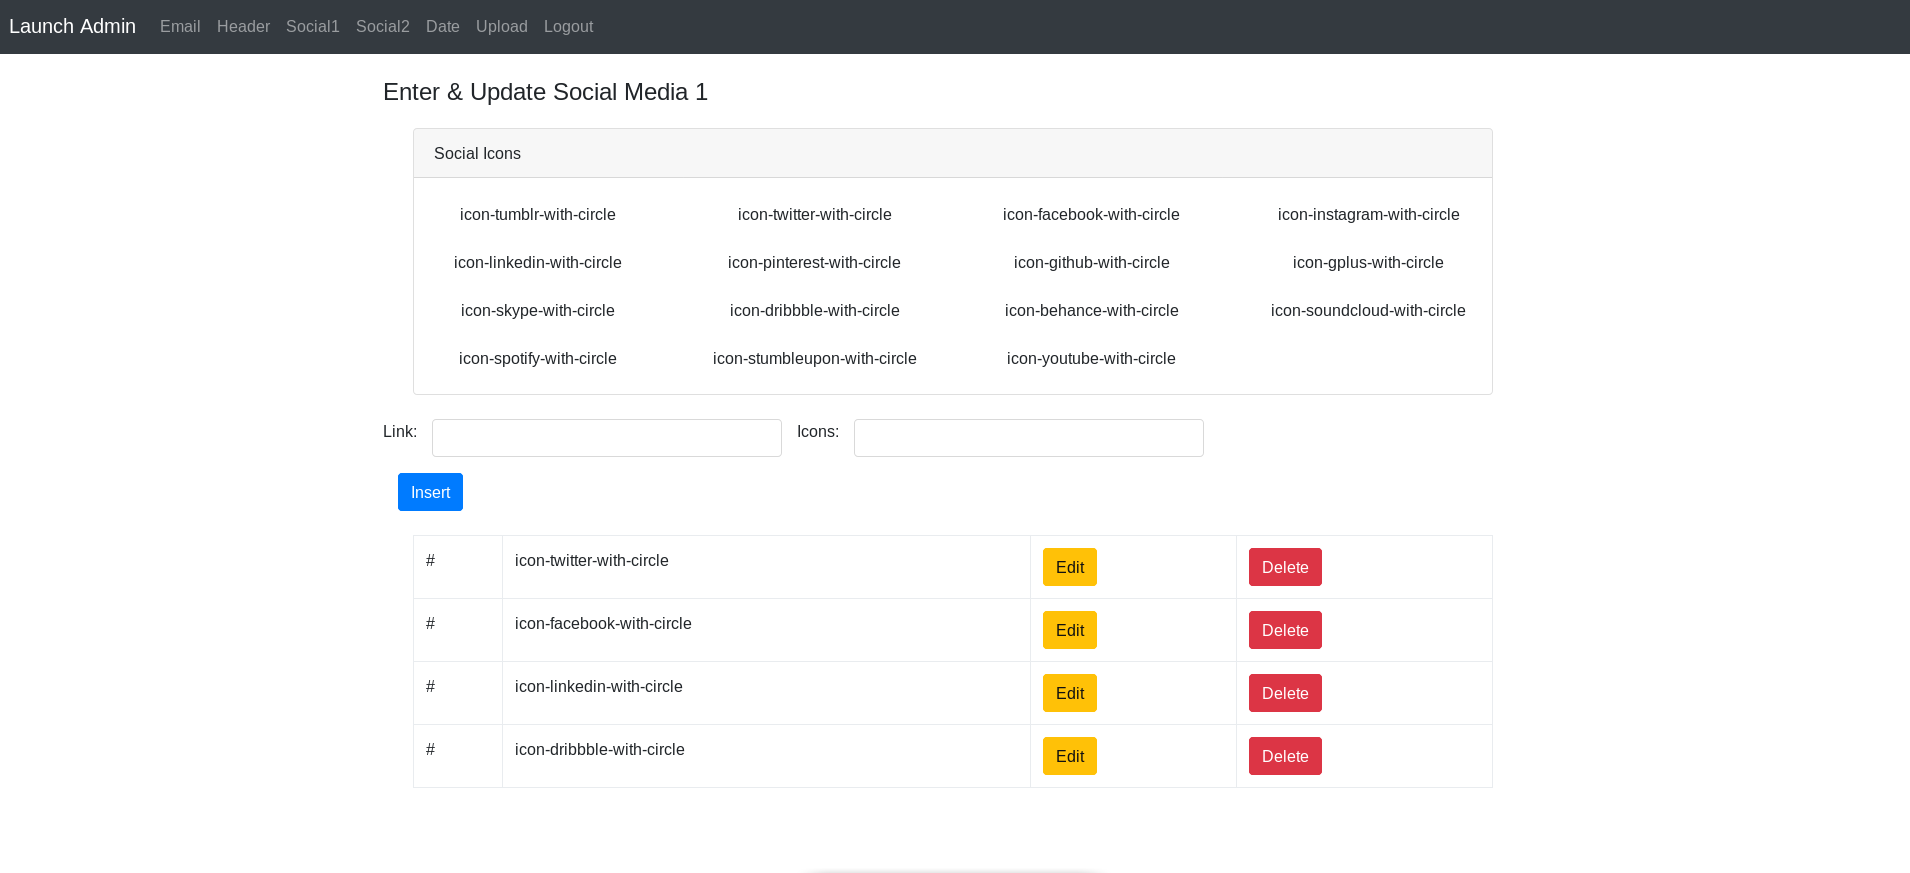 Launch Admin Email Header Social1 Social2 Date Upload Logout
Enter & Update Social Media 1
Social Icons
icon-tumblr-with-circle icon-twitter-with-circle icon-facebook-with-circle icon-instagram-with-circle
icon-linkedin-with-circle icon-pinterest-with-circle icon-github-with-circle icon-gplus-with-circle
icon-skype-with-circle icon-dribbble-with-circle icon-behance-with-circle icon-soundcloud-with-circle
icon-spotify-with-circle icon-stumbleupon-with-circle icon-youtube-with-circle
Link: Icons:
Insert
# icon-twitter-with-circle Edit Delete
# icon-facebook-with-circle Edit Delete
# icon-linkedin-with-circle Edit Delete
# icon-dribbble-with-circle Edit Delete